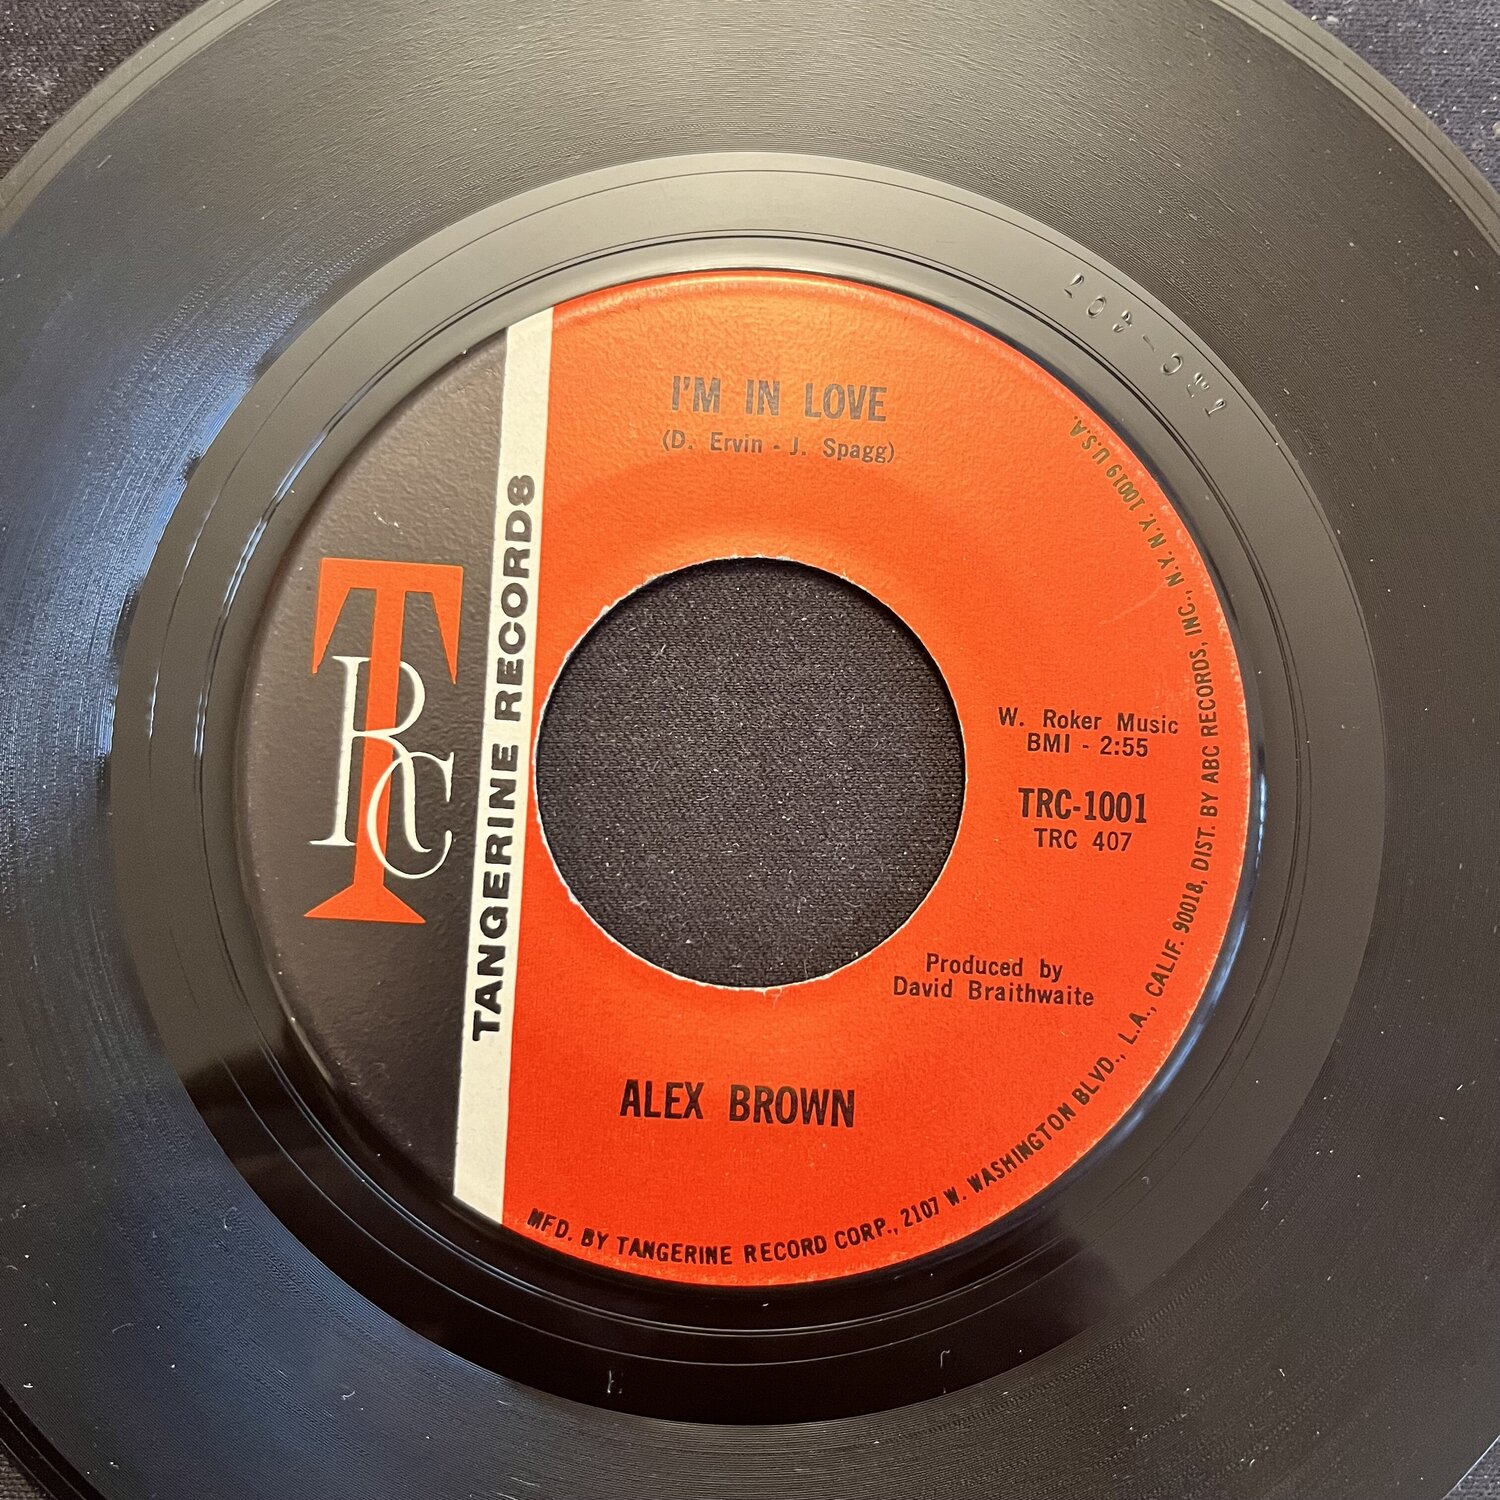 I'M IN LOVE
(D. Ervin - J. Spagg)
TRC
TANGERINE RECORDS
W. Roker Music
BMI - 2:55
TRC-1001
TRC 407
Produced by
David Braithwaite
ALEX BROWN
MFD. BY TANGERINE RECORD CORP., 2107 W. WASHINGTON BLVD., L.A., CALIF. 90018, DIST. BY ABC RECORDS, INC., N.Y. N.Y. 10019 U.S.A.
TRC-407